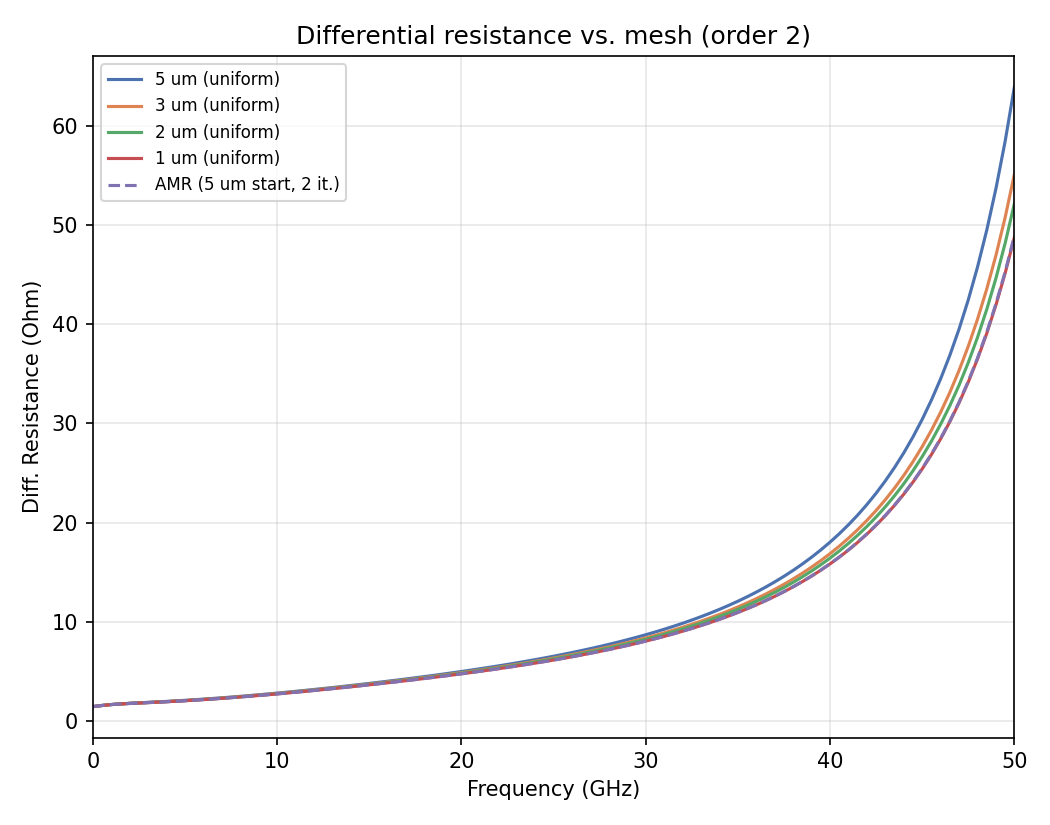 Differential resistance vs. mesh (order 2)
5 um (uniform)
3 um (uniform)
2 um (uniform)
1 um (uniform)
AMR (5 um start, 2 it.)
Diff. Resistance (Ohm)
60
50
40
30
20
10
0
0 10 20 30 40 50
Frequency (GHz)